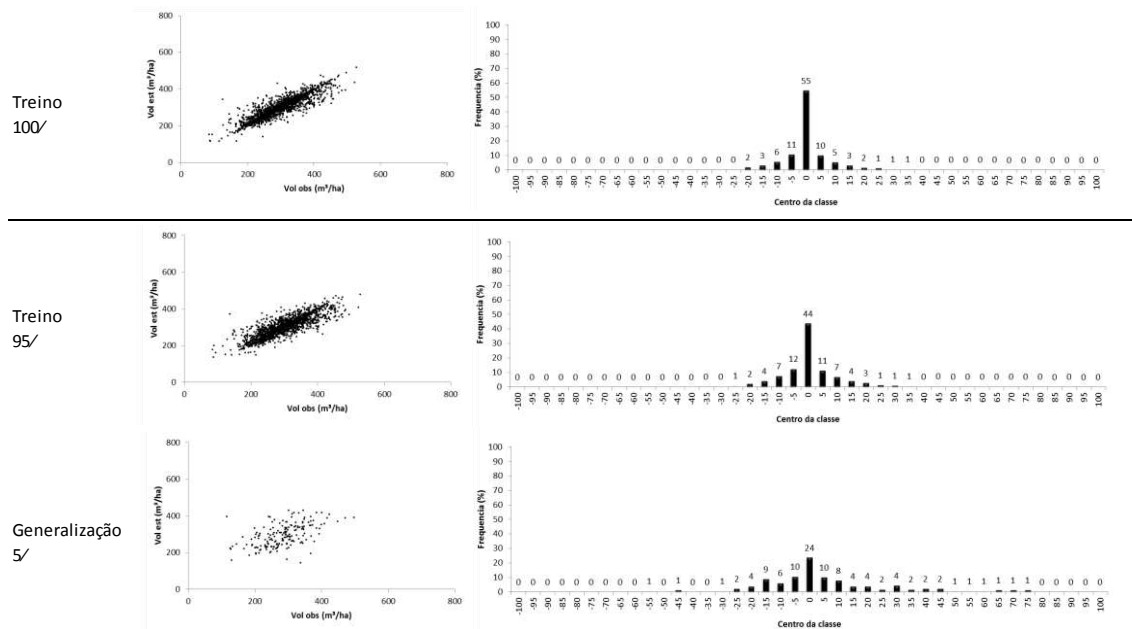 Treino
100/
Vol est (m³/ha)
800
600
400
200
0
0 200 400 600 800
Vol obs (m³/ha)
Frequencia (%)
100
90
80
70
60
50
40
30
20
10
0
0 0 0 0 0 0 0 0 0 0 0 0 0 0 0 0 2 3 6 11 55 10 5 3 2 1 1 1 0 0 0 0 0 0 0 0 0 0 0 0 0
-100 -95 -90 -85 -80 -75 -70 -65 -60 -55 -50 -45 -40 -35 -30 -25 -20 -15 -10 -5 0 5 10 15 20 25 30 35 40 45 50 55 60 65 70 75 80 85 90 95 100
Centro da classe
Treino
95/
Vol est (m³/ha)
800
600
400
200
0
0 200 400 600 800
Vol obs (m³/ha)
Frequencia (%)
100
90
80
70
60
50
40
30
20
10
0
0 0 0 0 0 0 0 0 0 0 0 0 0 0 0 1 2 4 7 12 44 11 7 4 3 1 1 1 0 0 0 0 0 0 0 0 0 0 0 0 0
-100 -95 -90 -85 -80 -75 -70 -65 -60 -55 -50 -45 -40 -35 -30 -25 -20 -15 -10 -5 0 5 10 15 20 25 30 35 40 45 50 55 60 65 70 75 80 85 90 95 100
Centro da classe
Generalização
5/
Vol est (m³/ha)
800
600
400
200
0
0 200 400 600 800
Vol obs (m³/ha)
Frequencia (%)
100
90
80
70
60
50
40
30
20
10
0
0 0 0 0 0 0 0 0 0 1 0 1 0 0 1 2 4 9 6 10 24 10 8 4 4 2 4 2 2 2 1 1 1 1 1 1 0 0 0 0 0
-100 -95 -90 -85 -80 -75 -70 -65 -60 -55 -50 -45 -40 -35 -30 -25 -20 -15 -10 -5 0 5 10 15 20 25 30 35 40 45 50 55 60 65 70 75 80 85 90 95 100
Centro da classe